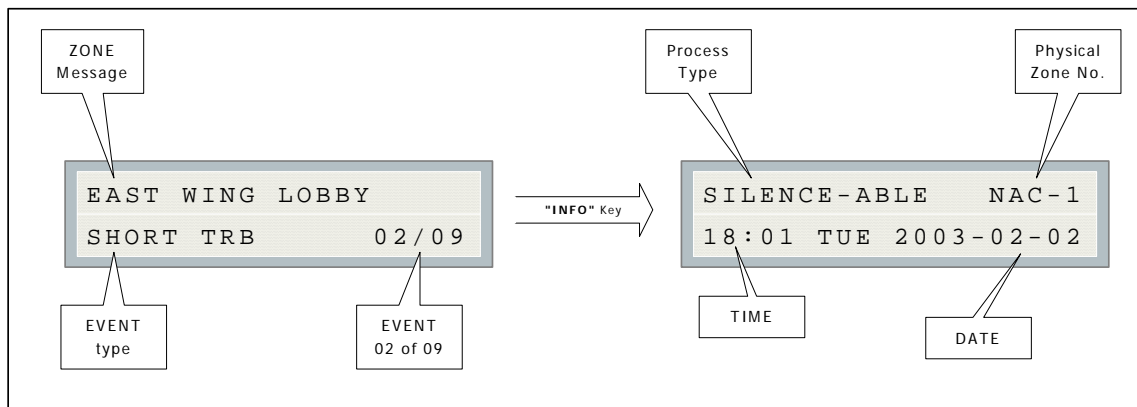 ZONE
Message
Process
Type
Physical
Zone No.
EAST WING LOBBY
SHORT TRB 02/09
"INFO" Key
SILENCE-ABLE NAC-1
18:01 TUE 2003-02-02
EVENT
type
EVENT
02 of 09
TIME
DATE